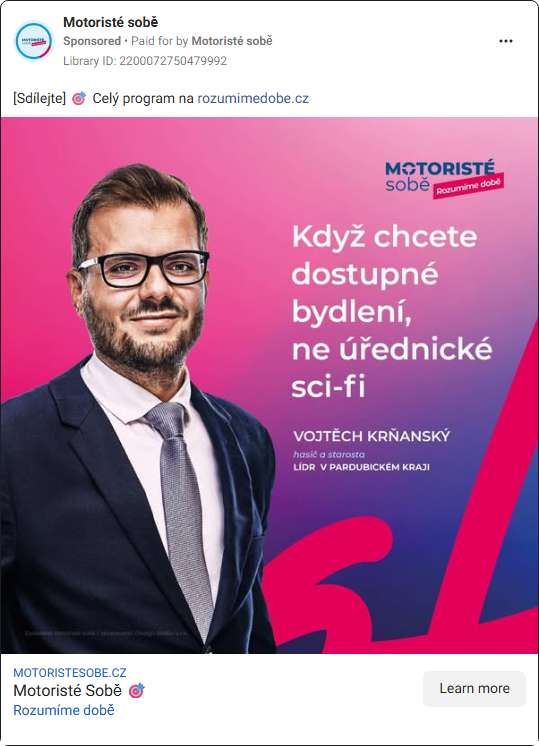 Motoristé sobě
Sponsored • Paid for by Motoristé sobě
Library ID: 2200072750479992
[Sdílejte] 🎯 Celý program na rozumimedobe.cz
MOTORISTÉ
sobě
Rozumíme době
Když chcete
dostupné
bydlení,
ne úřednické
sci-fi
VOJTĚCH KRŇANSKÝ
hasič a starosta
LÍDR V PARDUBICKÉM KRAJI
MOTORISTESOBE.CZ
Motoristé Sobě 🎯
Rozumíme době
Learn more